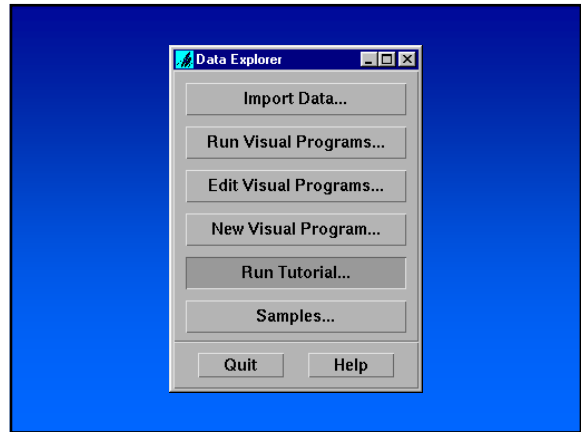 Data Explorer
Import Data...
Run Visual Programs...
Edit Visual Programs...
New Visual Program...
Run Tutorial...
Samples...
Quit Help